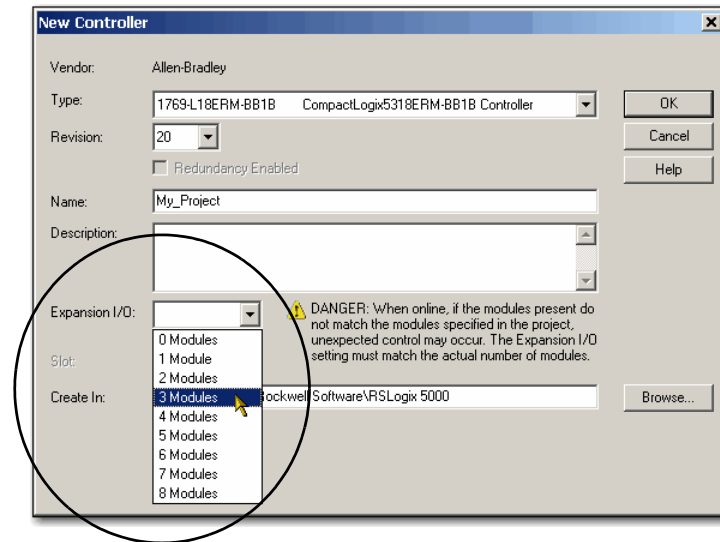 New Controller
Vendor: Allen-Bradley
Type: 1769-L18ERM-BB1B CompactLogix5318ERM-BB1B Controller
OK
Revision: 20
Cancel
Redundancy Enabled
Help
Name: My_Project
Description:
Expansion I/O:
DANGER: When online, if the modules present do
not match the modules specified in the project,
unexpected control may occur. The Expansion I/O
setting must match the actual number of modules.
Slot:
0 Modules
1 Module
2 Modules
3 Modules
4 Modules
5 Modules
6 Modules
7 Modules
8 Modules
Create In: Software\RSLogix 5000
Browse...